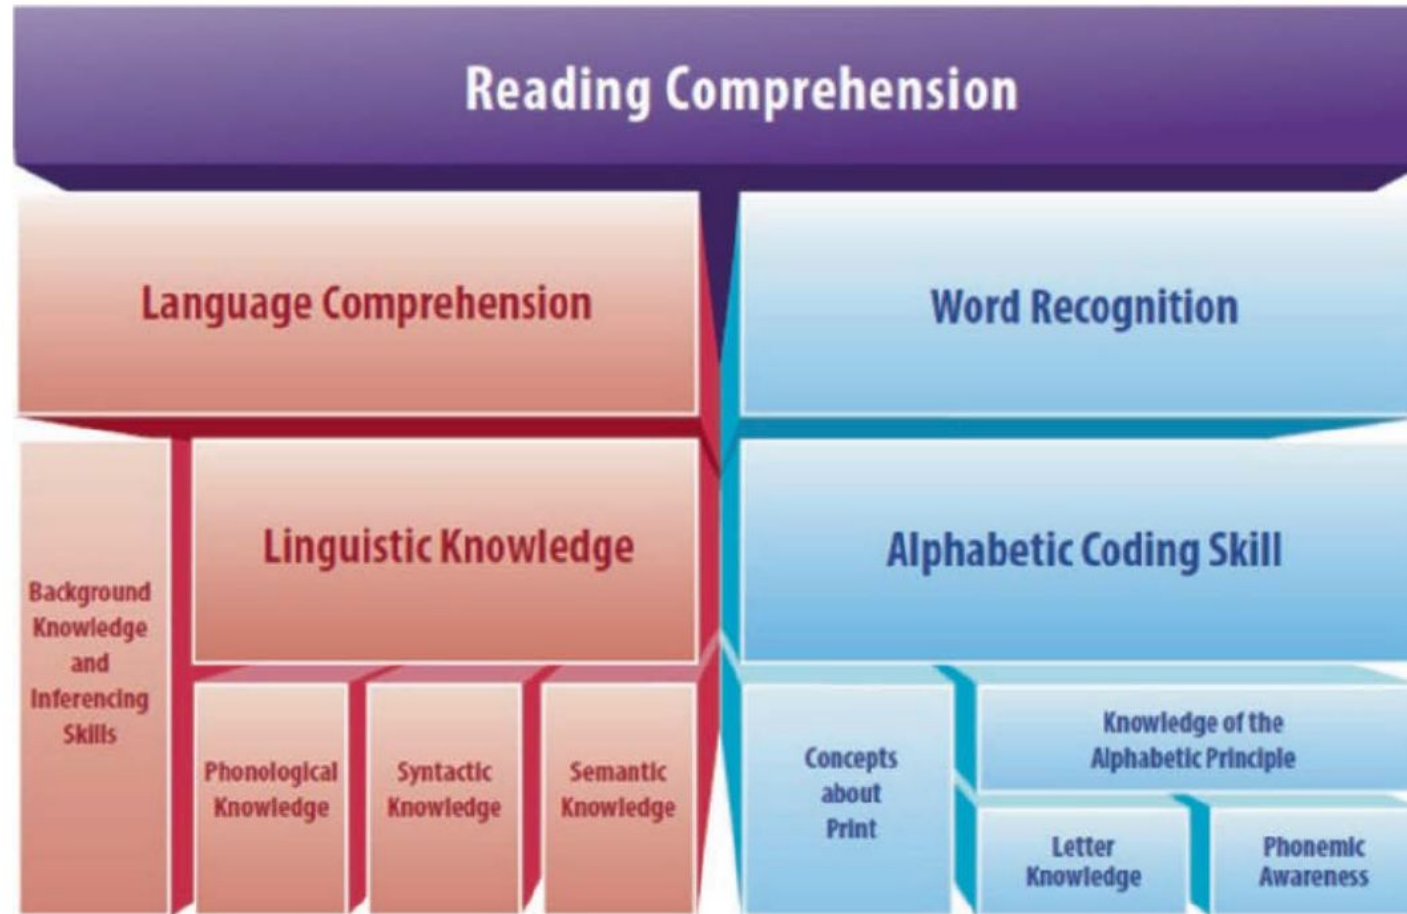 Reading Comprehension
Language Comprehension
Word Recognition
Background
Knowledge
and
Inferencing
Skills
Linguistic Knowledge
Phonological
Knowledge
Syntactic
Knowledge
Semantic
Knowledge
Alphabetic Coding Skill
Concepts
about
Print
Knowledge of the
Alphabetic Principle
Letter
Knowledge
Phonemic
Awareness